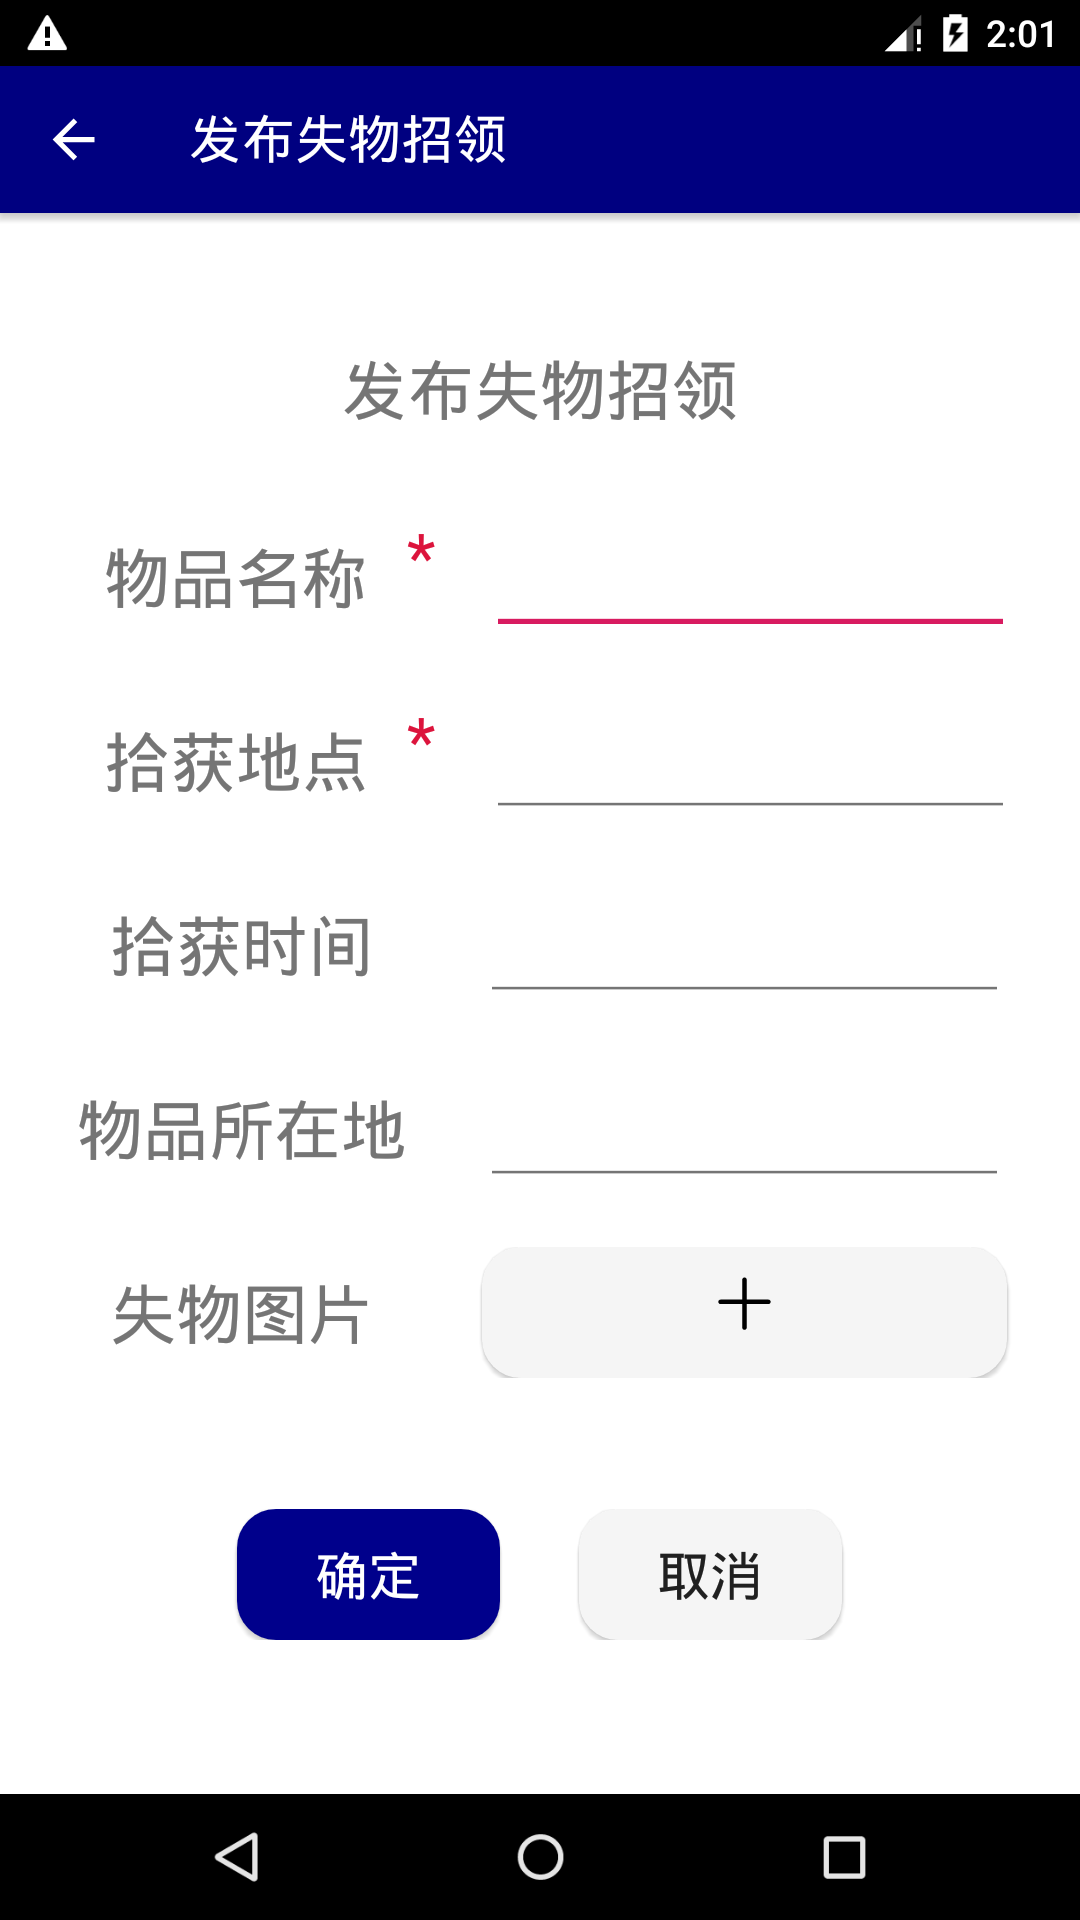 2:01
发布失物招领
发布失物招领
物品名称 *
拾获地点 *
拾获时间
物品所在地
失物图片 +
确定 取消